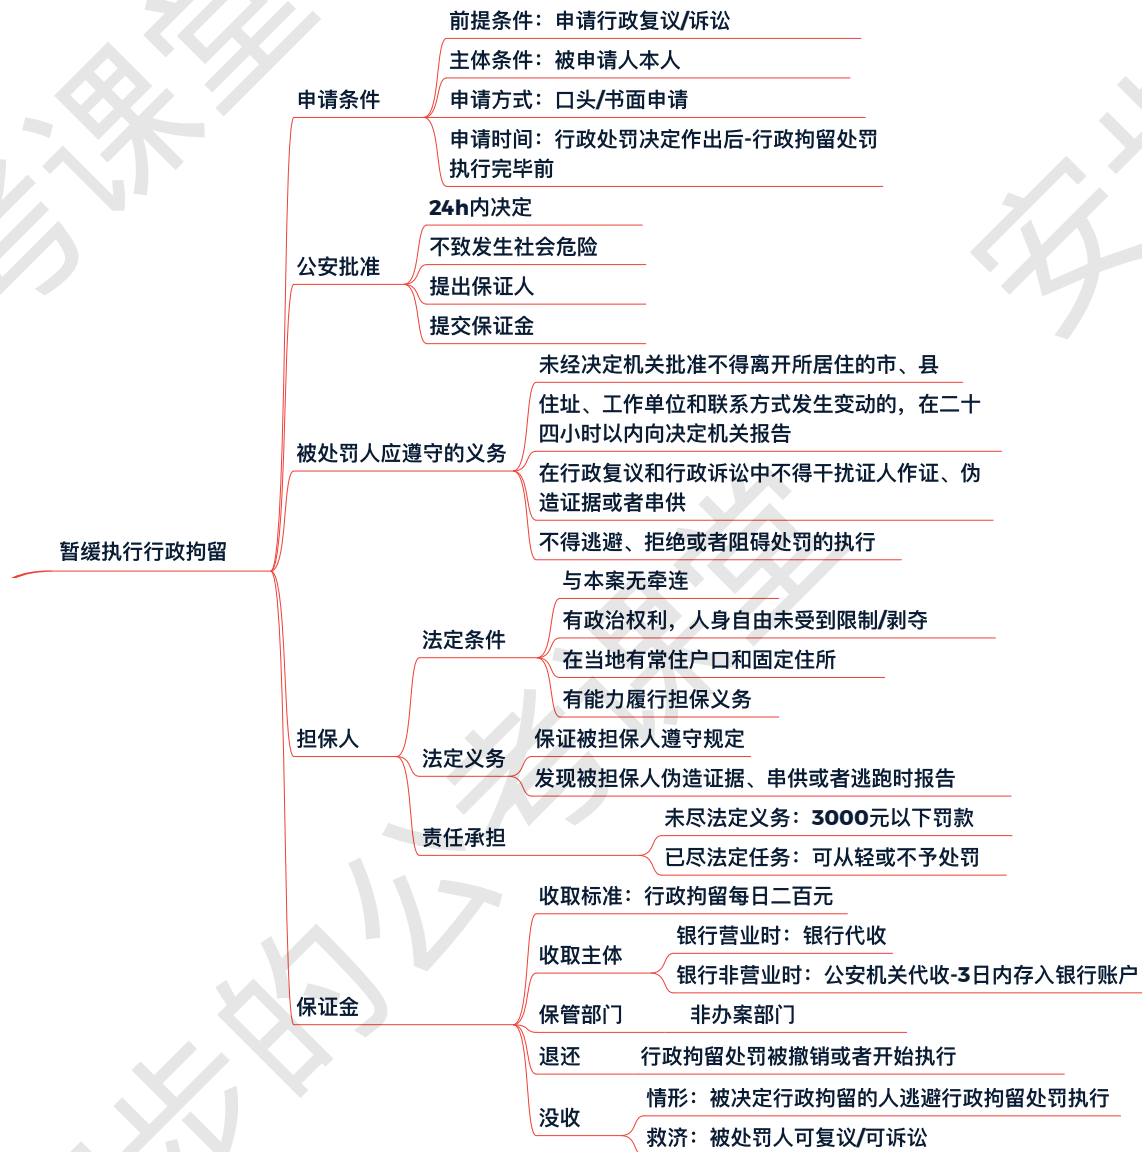 暂缓执行行政拘留
申请条件
前提条件：申请行政复议/诉讼
主体条件：被申请人本人
申请方式：口头/书面申请
申请时间：行政处罚决定作出后-行政拘留处罚
执行完毕前
公安批准
24h内决定
不致发生社会危险
提出保证人
提交保证金
被处罚人应遵守的义务
未经决定机关批准不得离开所居住的市、县
住址、工作单位和联系方式发生变动的，在二十
四小时以内向决定机关报告
在行政复议和行政诉讼中不得干扰证人作证、伪
造证据或者串供
不得逃避、拒绝或者阻碍处罚的执行
担保人
法定条件
与本案无牵连
有政治权利，人身自由未受到限制/剥夺
在当地有常住户口和固定住所
有能力履行担保义务
法定义务
保证被担保人遵守规定
发现被担保人伪造证据、串供或者逃跑时报告
责任承担
未尽法定义务：3000元以下罚款
已尽法定任务：可从轻或不予处罚
保证金
收取标准：行政拘留每日二百元
收取主体
银行营业时：银行代收
银行非营业时：公安机关代收-3日内存入银行账户
保管部门
非办案部门
退还
行政拘留处罚被撤销或者开始执行
没收
情形：被决定行政拘留的人逃避行政拘留处罚执行
救济：被处罚人可复议/可诉讼
考课堂
安步
步的公考课堂